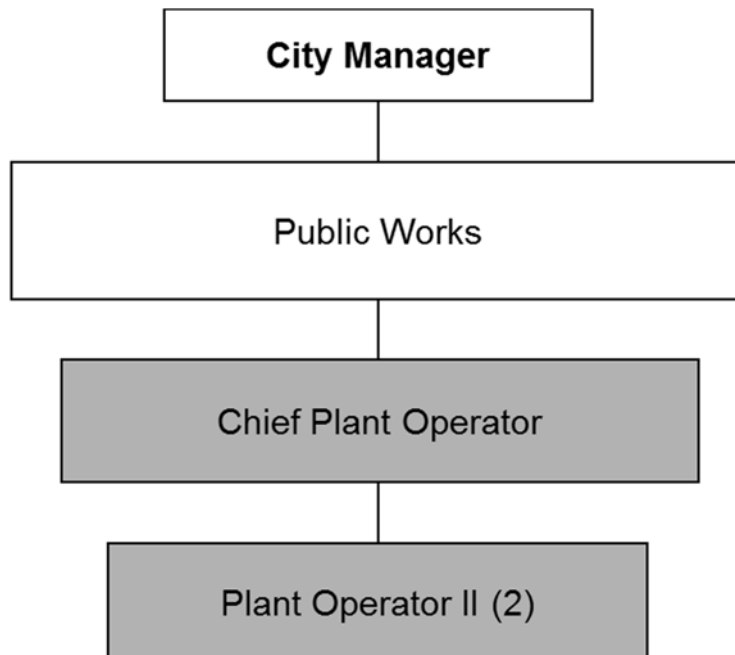 City Manager
Public Works
Chief Plant Operator
Plant Operator II (2)